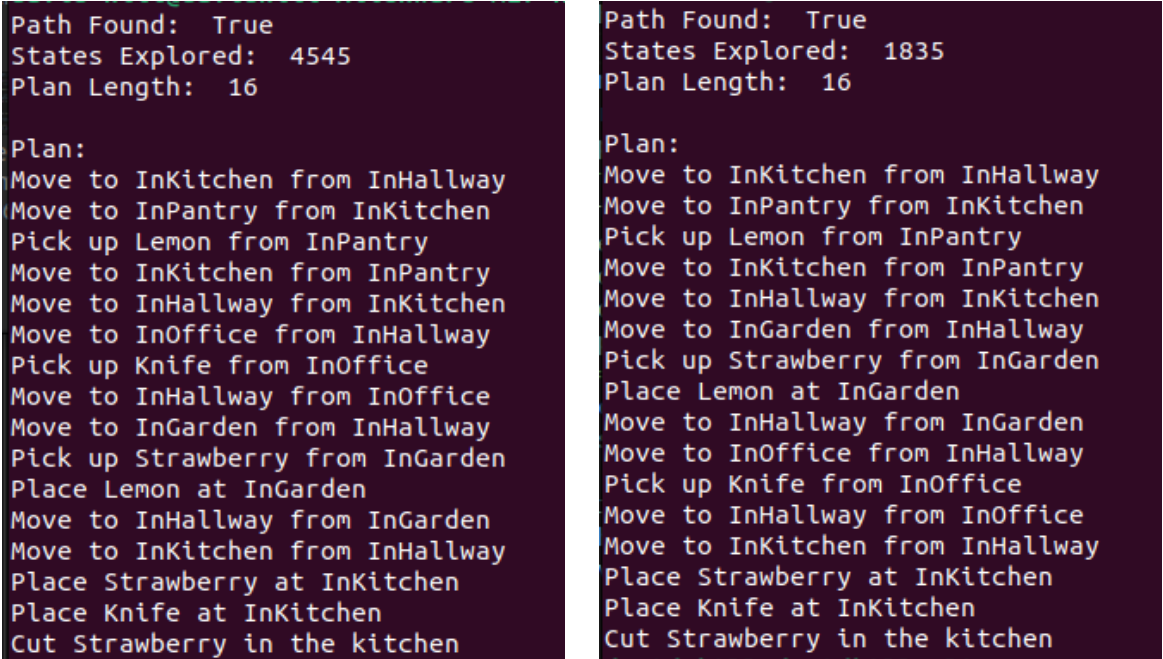 Path Found:  True
States Explored:  4545
Plan Length:  16
Plan:
Move to InKitchen from InHallway
Move to InPantry from InKitchen
Pick up Lemon from InPantry
Move to InKitchen from InPantry
Move to InHallway from InKitchen
Move to InOffice from InHallway
Pick up Knife from InOffice
Move to InHallway from InOffice
Move to InGarden from InHallway
Pick up Strawberry from InGarden
Place Lemon at InGarden
Move to InHallway from InGarden
Move to InKitchen from InHallway
Place Strawberry at InKitchen
Place Knife at InKitchen
Cut Strawberry in the kitchen
Path Found:  True
States Explored:  1835
Plan Length:  16
Plan:
Move to InKitchen from InHallway
Move to InPantry from InKitchen
Pick up Lemon from InPantry
Move to InKitchen from InPantry
Move to InHallway from InKitchen
Move to InGarden from InHallway
Pick up Strawberry from InGarden
Place Lemon at InGarden
Move to InHallway from InGarden
Move to InOffice from InHallway
Pick up Knife from InOffice
Move to InHallway from InOffice
Move to InKitchen from InHallway
Place Strawberry at InKitchen
Place Knife at InKitchen
Cut Strawberry in the kitchen